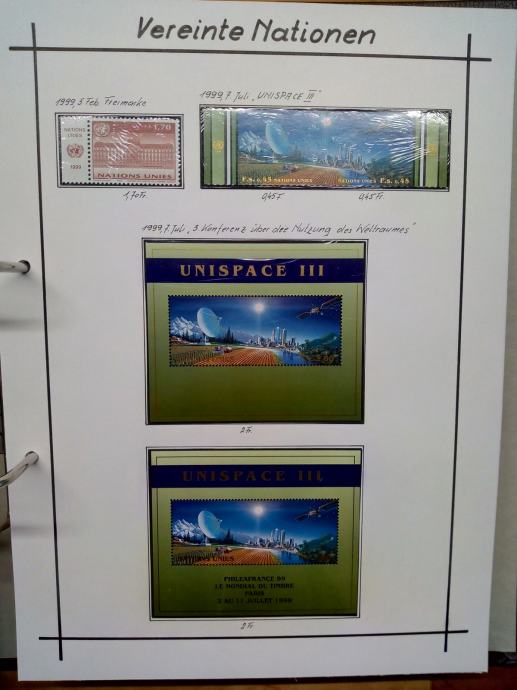 Vereinte Nationen
1999, 5 Feb. Freimarke
1999, 7. Juli „UNISPACE III"
NATIONS
UNIES
1999
1,70
NATIONS UNIES
F.s. 0,45 NATIONS UNIES
NATIONS UNIES F.s. 0,45
1,70 Fr.
0,45 Fr.
0,45 Fr.
1999, 7. Juli „3. Konferenz über die Nutzung des Weltraumes"
UNISPACE III
2 Fr.
UNISPACE III
NATIONS UNIES
PHILEXFRANCE 99
LE MONDIAL DU TIMBRE
PARIS
2 AU 11 JUILLET 1999
2 Fr.